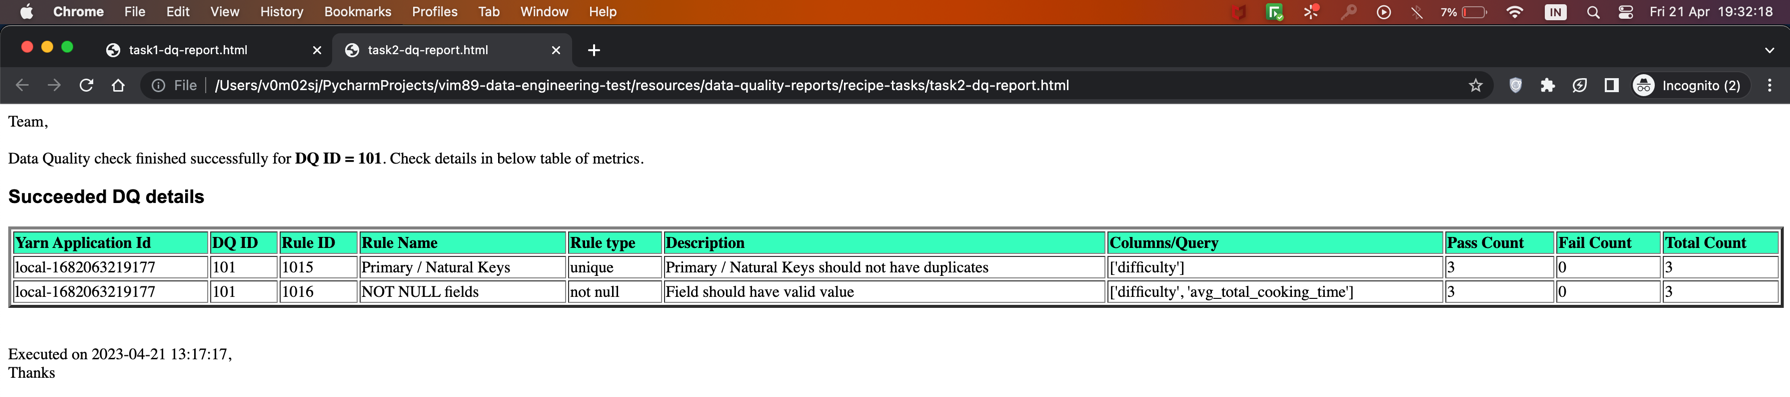 Chrome File Edit View History Bookmarks Profiles Tab Window Help 7% IN Fri 21 Apr 19:32:18
task1-dq-report.html task2-dq-report.html
File /Users/v0m02sj/PycharmProjects/vim89-data-engineering-test/resources/data-quality-reports/recipe-tasks/task2-dq-report.html Incognito (2)
Team,
Data Quality check finished successfully for DQ ID = 101. Check details in below table of metrics.
Succeeded DQ details
Yarn Application Id DQ ID Rule ID Rule Name Rule type Description Columns/Query Pass Count Fail Count Total Count
local-1682063219177 101 1015 Primary / Natural Keys unique Primary / Natural Keys should not have duplicates ['difficulty'] 3 0 3
local-1682063219177 101 1016 NOT NULL fields not null Field should have valid value ['difficulty', 'avg_total_cooking_time'] 3 0 3
Executed on 2023-04-21 13:17:17,
Thanks